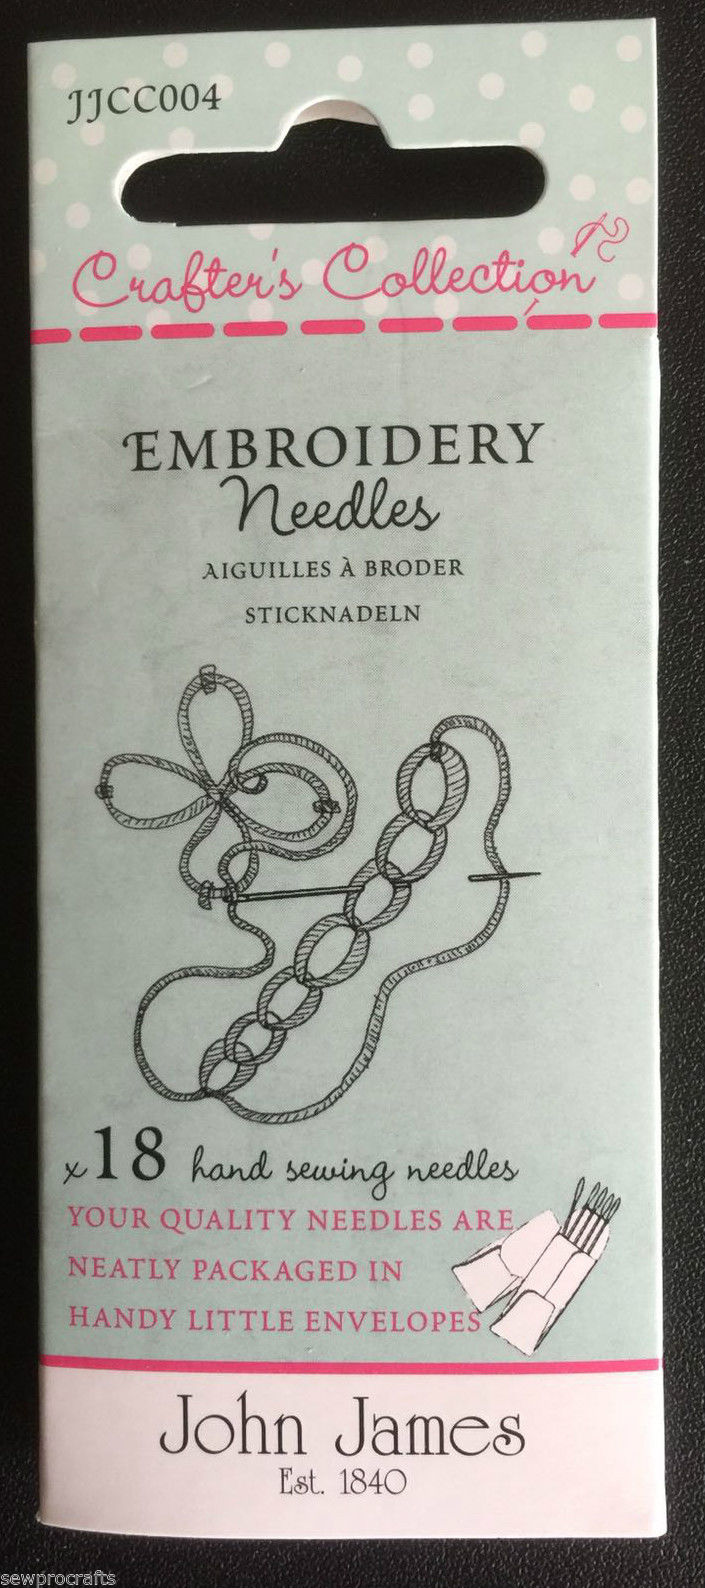 JJCC004
Crafter's Collection
EMBROIDERY
Needles
AIGUILLES À BRODER
STICKNADELN
x 18 hand sewing needles
YOUR QUALITY NEEDLES ARE
NEATLY PACKAGED IN
HANDY LITTLE ENVELOPES
John James
Est. 1840
sewprocrafts